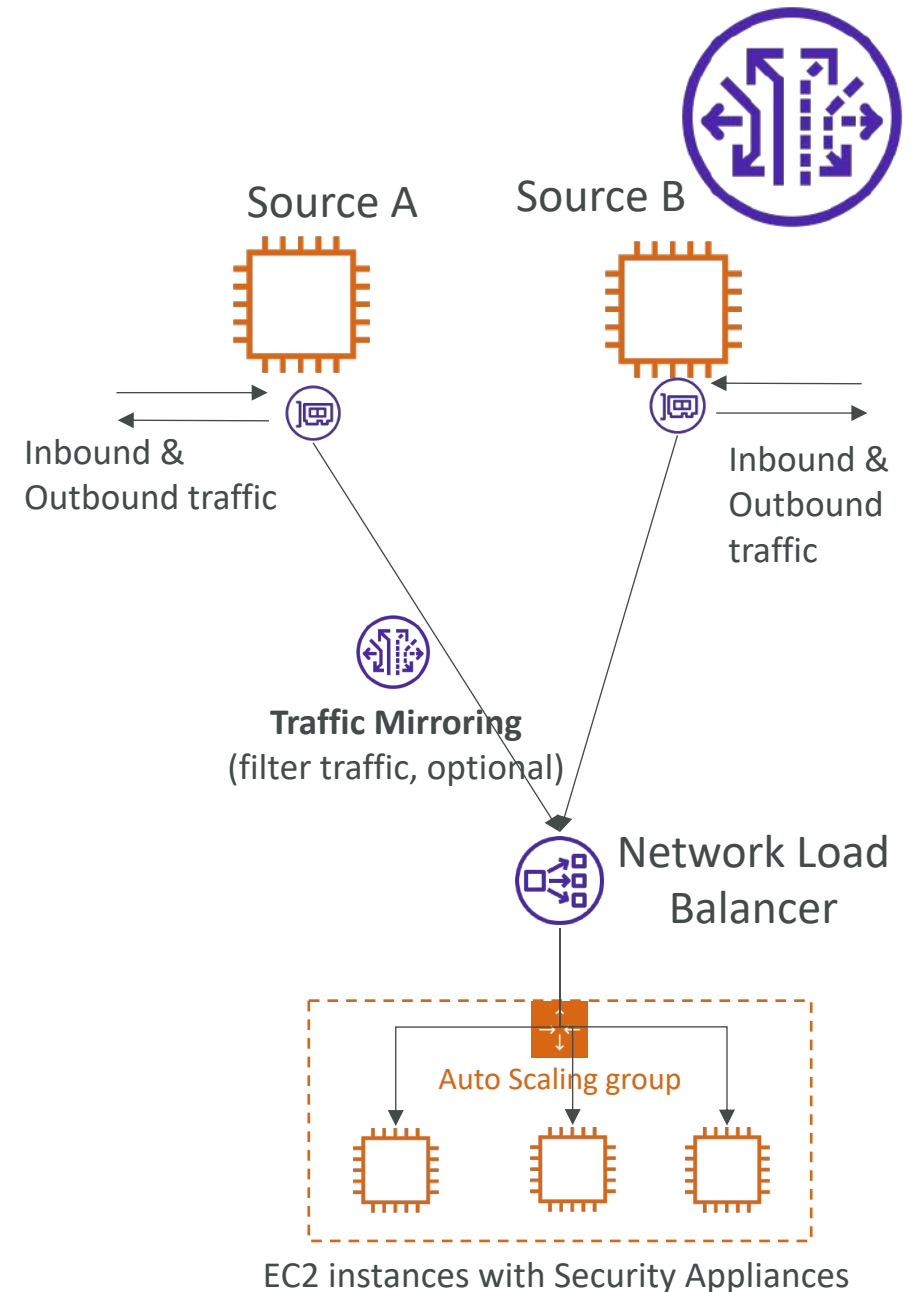 Source A
Source B
Inbound &
Outbound traffic
Inbound &
Outbound
traffic
Traffic Mirroring
(filter traffic, optional)
Network Load
Balancer
Auto Scaling group
EC2 instances with Security Appliances